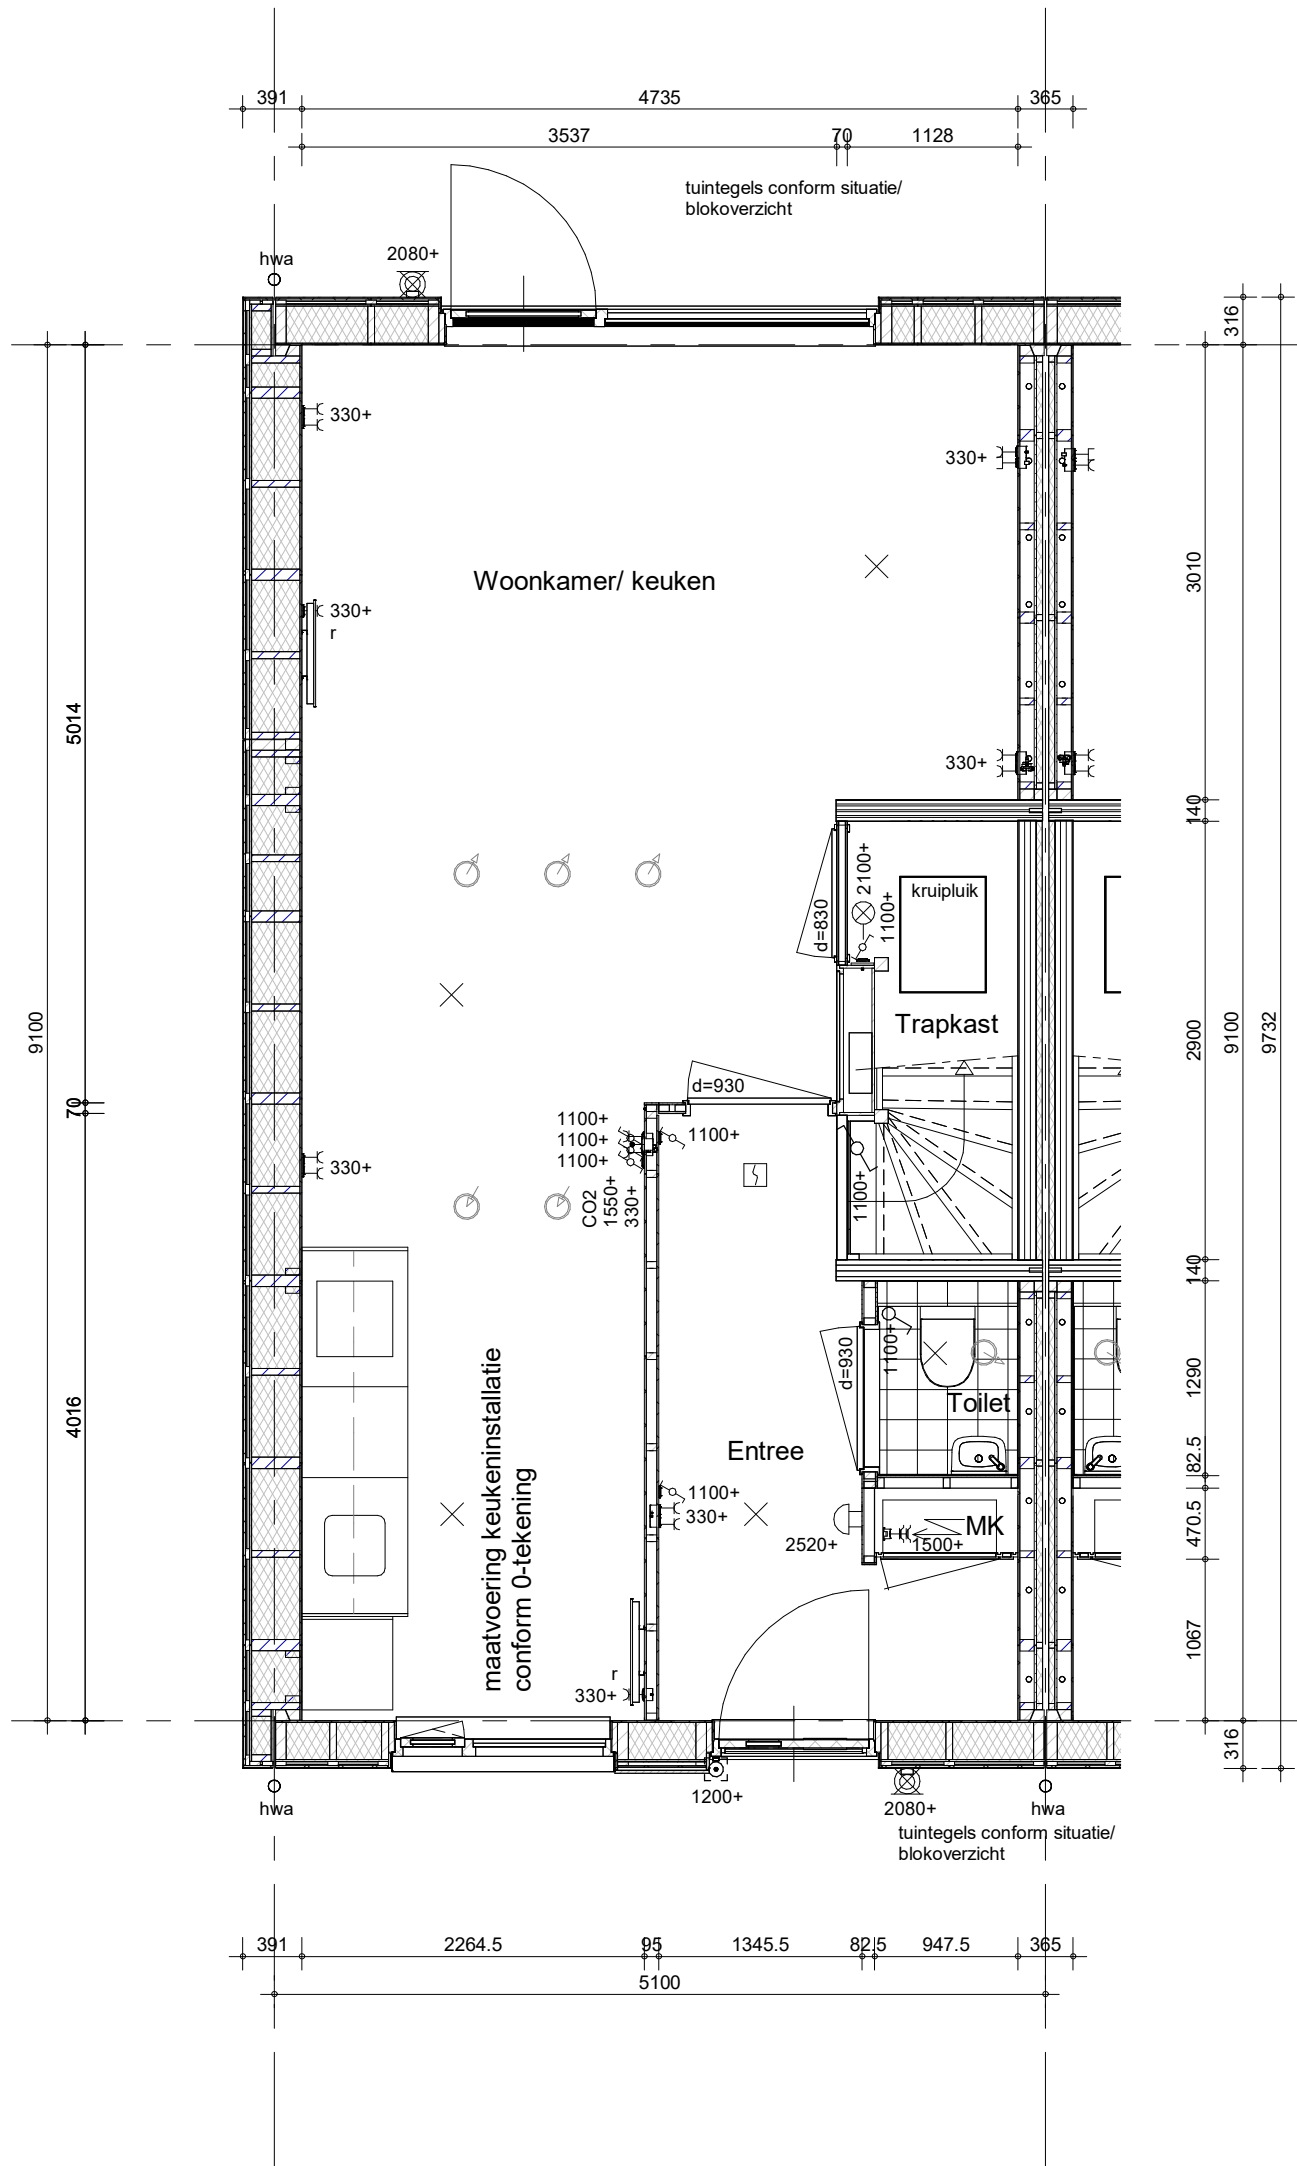 391
4735
365
3537
70
1128
tuintegels conform situatie/
blokoverzicht
hwa
2080+
316
330+
330+
Woonkamer/ keuken
3010
330+
r
5014
330+
140
2100+
1100+
d=830
kruipluik
Trapkast
9100
2900
9100
9732
70
d=930
1100+
1100+
1100+
1100+
330+
CO2
1550+
330+
1100+
140
d=930
1100+
1290
Toilet
4016
maatvoering keukeninstallatie
conform 0-tekening
Entree
82.5
1100+
330+
2520+
MK
1500+
470.5
1067
r
330+
316
hwa
1200+
2080+
hwa
tuintegels conform situatie/
blokoverzicht
391
2264.5
95
1345.5
82.5
947.5
365
5100